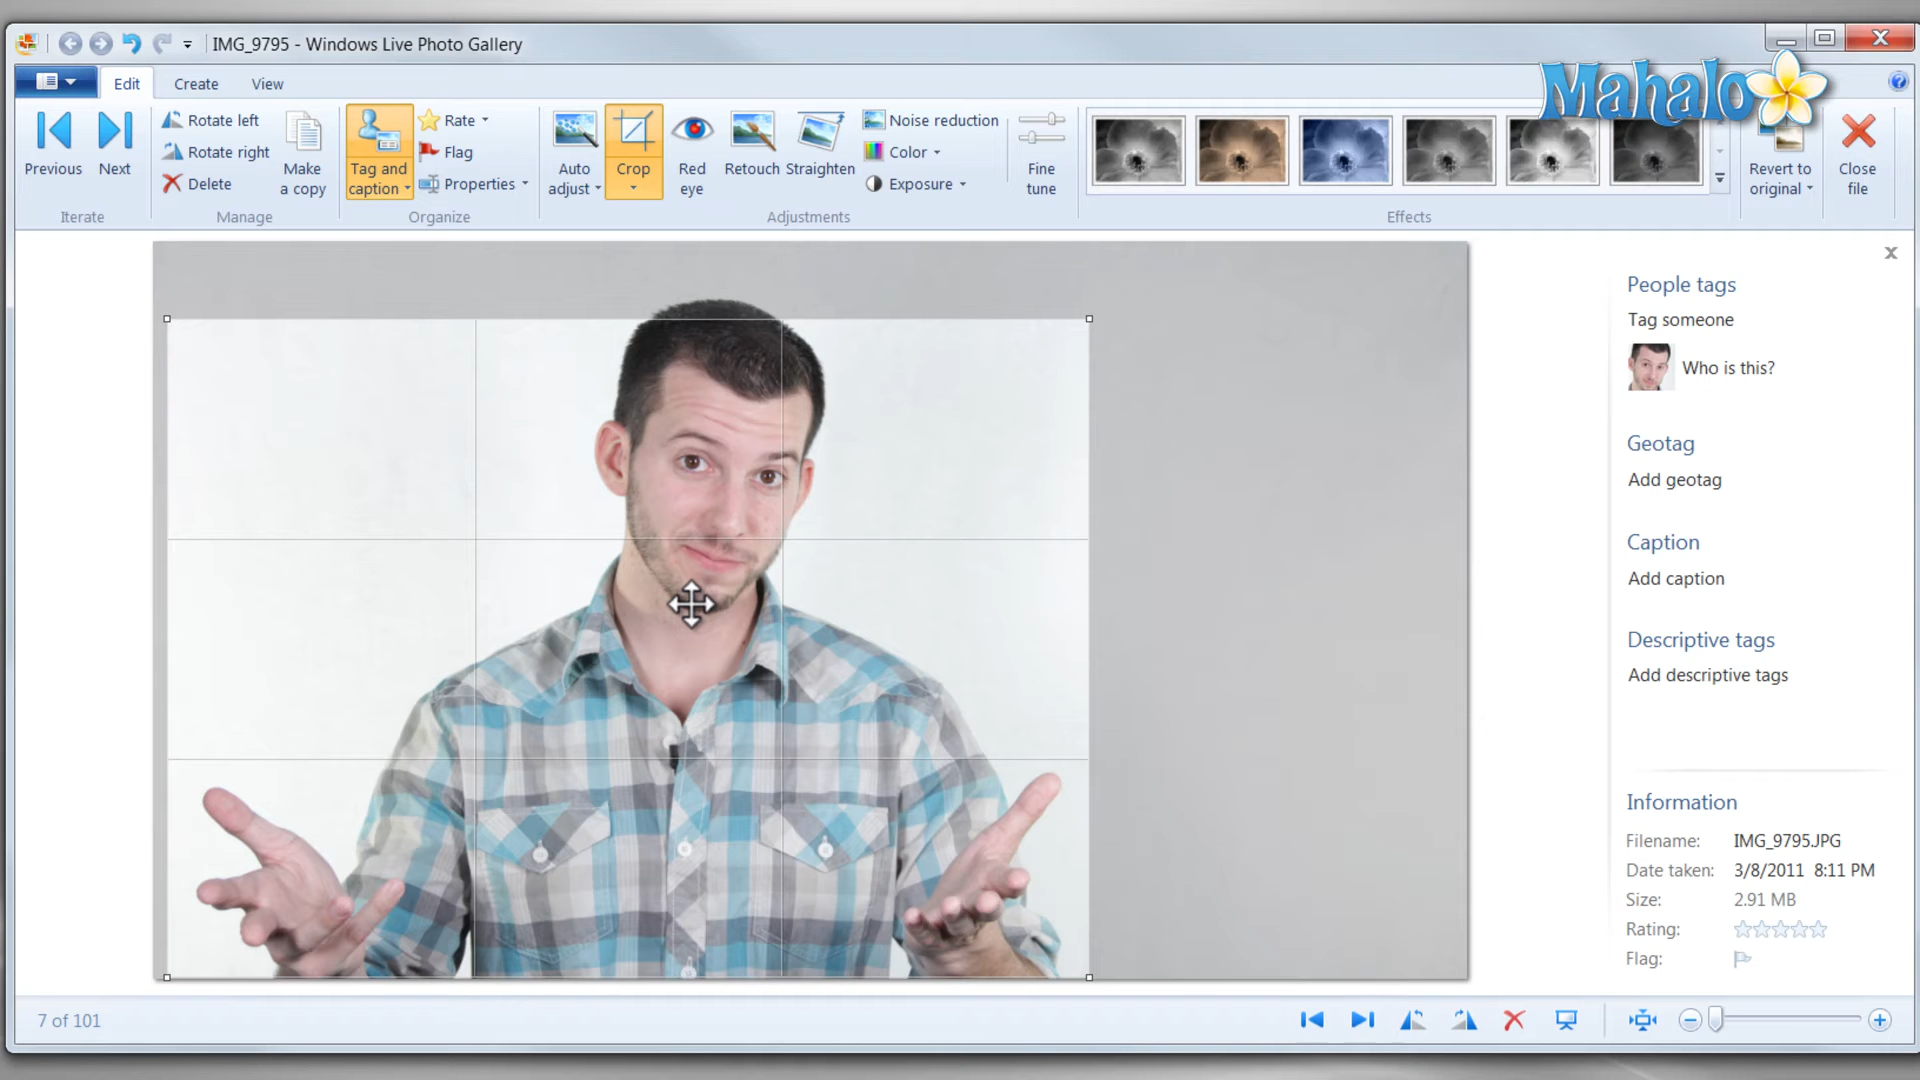 IMG_9795 - Windows Live Photo Gallery
Mahalo
Edit
Create
View
Previous
Next
Iterate
Rotate left
Rotate right
Delete
Make
a copy
Manage
Tag and
caption
Rate
Flag
Properties
Organize
Auto
adjust
Crop
Red
eye
Retouch
Straighten
Noise reduction
Color
Exposure
Adjustments
Fine
tune
Effects
Revert to
original
Close
file
People tags
Tag someone
Who is this?
Geotag
Add geotag
Caption
Add caption
Descriptive tags
Add descriptive tags
Information
Filename: IMG_9795.JPG
Date taken: 3/8/2011 8:11 PM
Size: 2.91 MB
Rating:
Flag:
7 of 101